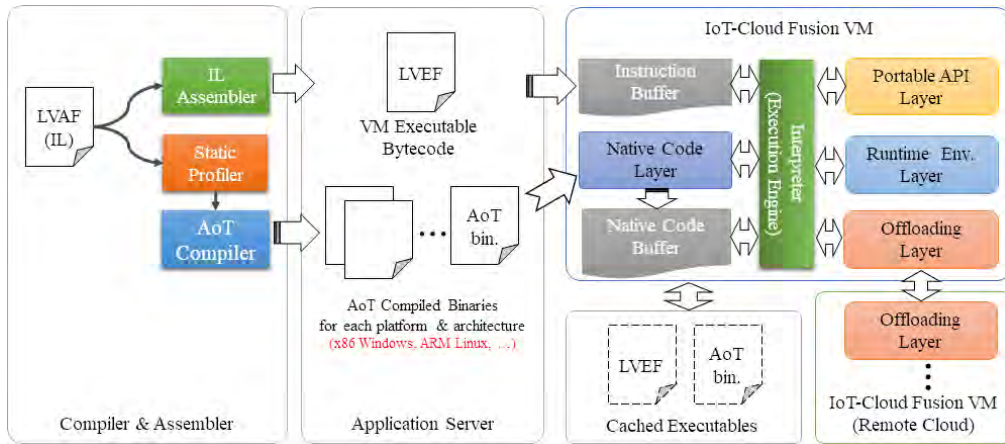 LVAF
(IL)
IL
Assembler
Static
Profiler
AoT
Compiler
Compiler & Assembler
LVEF
VM Executable
Bytecode
AoT
bin.
AoT Compiled Binaries
for each platform & architecture
(x86 Windows, ARM Linux, …)
Application Server
IoT-Cloud Fusion VM
Instruction
Buffer
Native Code
Layer
Native Code
Buffer
Interpreter
(Execution Engine)
Portable API
Layer
Runtime Env.
Layer
Offloading
Layer
LVEF
AoT
bin.
Cached Executables
Offloading
Layer
IoT-Cloud Fusion VM
(Remote Cloud)